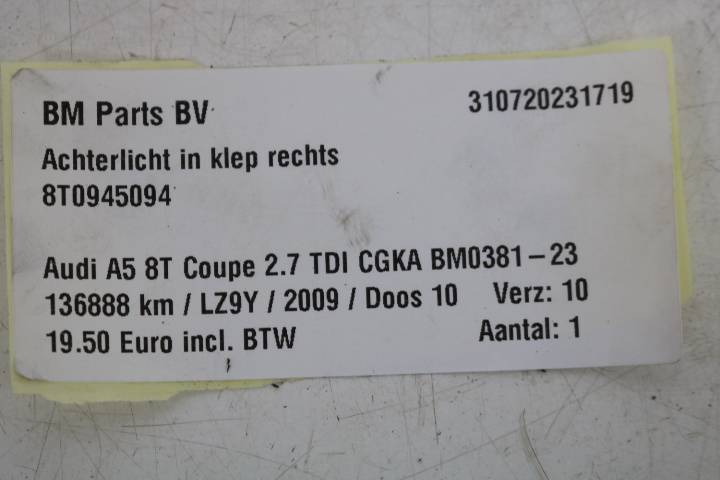 BM Parts BV 310720231719
Achterlicht in klep rechts
8T0945094
Audi A5 8T Coupe 2.7 TDI CGKA BM0381-23
136888 km / LZ9Y / 2009 / Doos 10 Verz: 10
19.50 Euro incl. BTW Aantal: 1